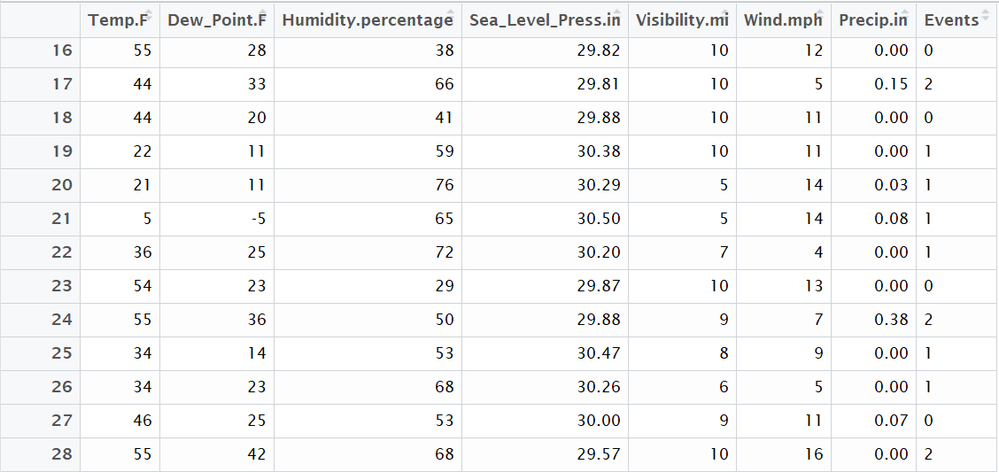 Temp.F Dew_Point.F Humidity.percentage Sea_Level_Press.in Visibility.mi Wind.mph Precip.in Events
16 55 28 38 29.82 10 12 0.00 0
17 44 33 66 29.81 10 5 0.15 2
18 44 20 41 29.88 10 11 0.00 0
19 22 11 59 30.38 10 11 0.00 1
20 21 11 76 30.29 5 14 0.03 1
21 5 -5 65 30.50 5 14 0.08 1
22 36 25 72 30.20 7 4 0.00 1
23 54 23 29 29.87 10 13 0.00 0
24 55 36 50 29.88 9 7 0.38 2
25 34 14 53 30.47 8 9 0.00 1
26 34 23 68 30.26 6 5 0.00 1
27 46 25 53 30.00 9 11 0.07 0
28 55 42 68 29.57 10 16 0.00 2